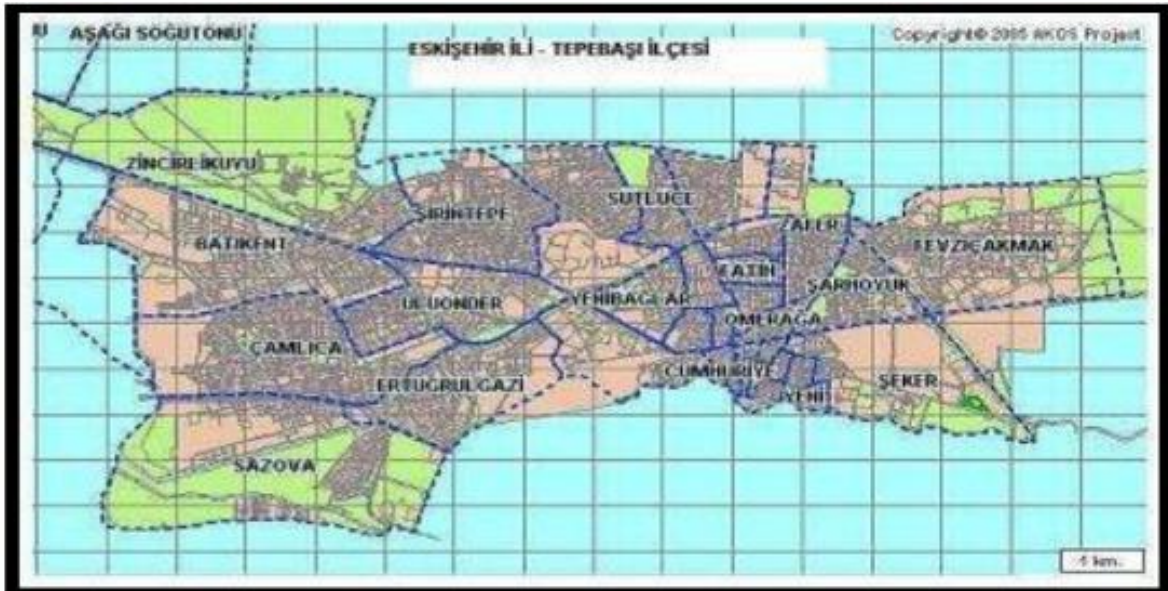 AŞAĞI SÖĞÜTÖNÜ
ESKİŞEHİR İLİ - TEPEBAŞI İLÇESİ
Copyright© 2005 AKOS Project
ZİNCİRLİKUYU
ŞİRİNTEPE
SÜTLÜCE
BATIKENT
ZAFER
FEVZİÇAKMAK
FATİH
ŞARHÖYÜK
ULUÖNDER
YENİBAĞLAR
ÖMERAĞA
ÇAMLICA
ERTUĞRULGAZİ
CUMHURİYE
ŞEKER
YENİ
SAZOVA
1 km.